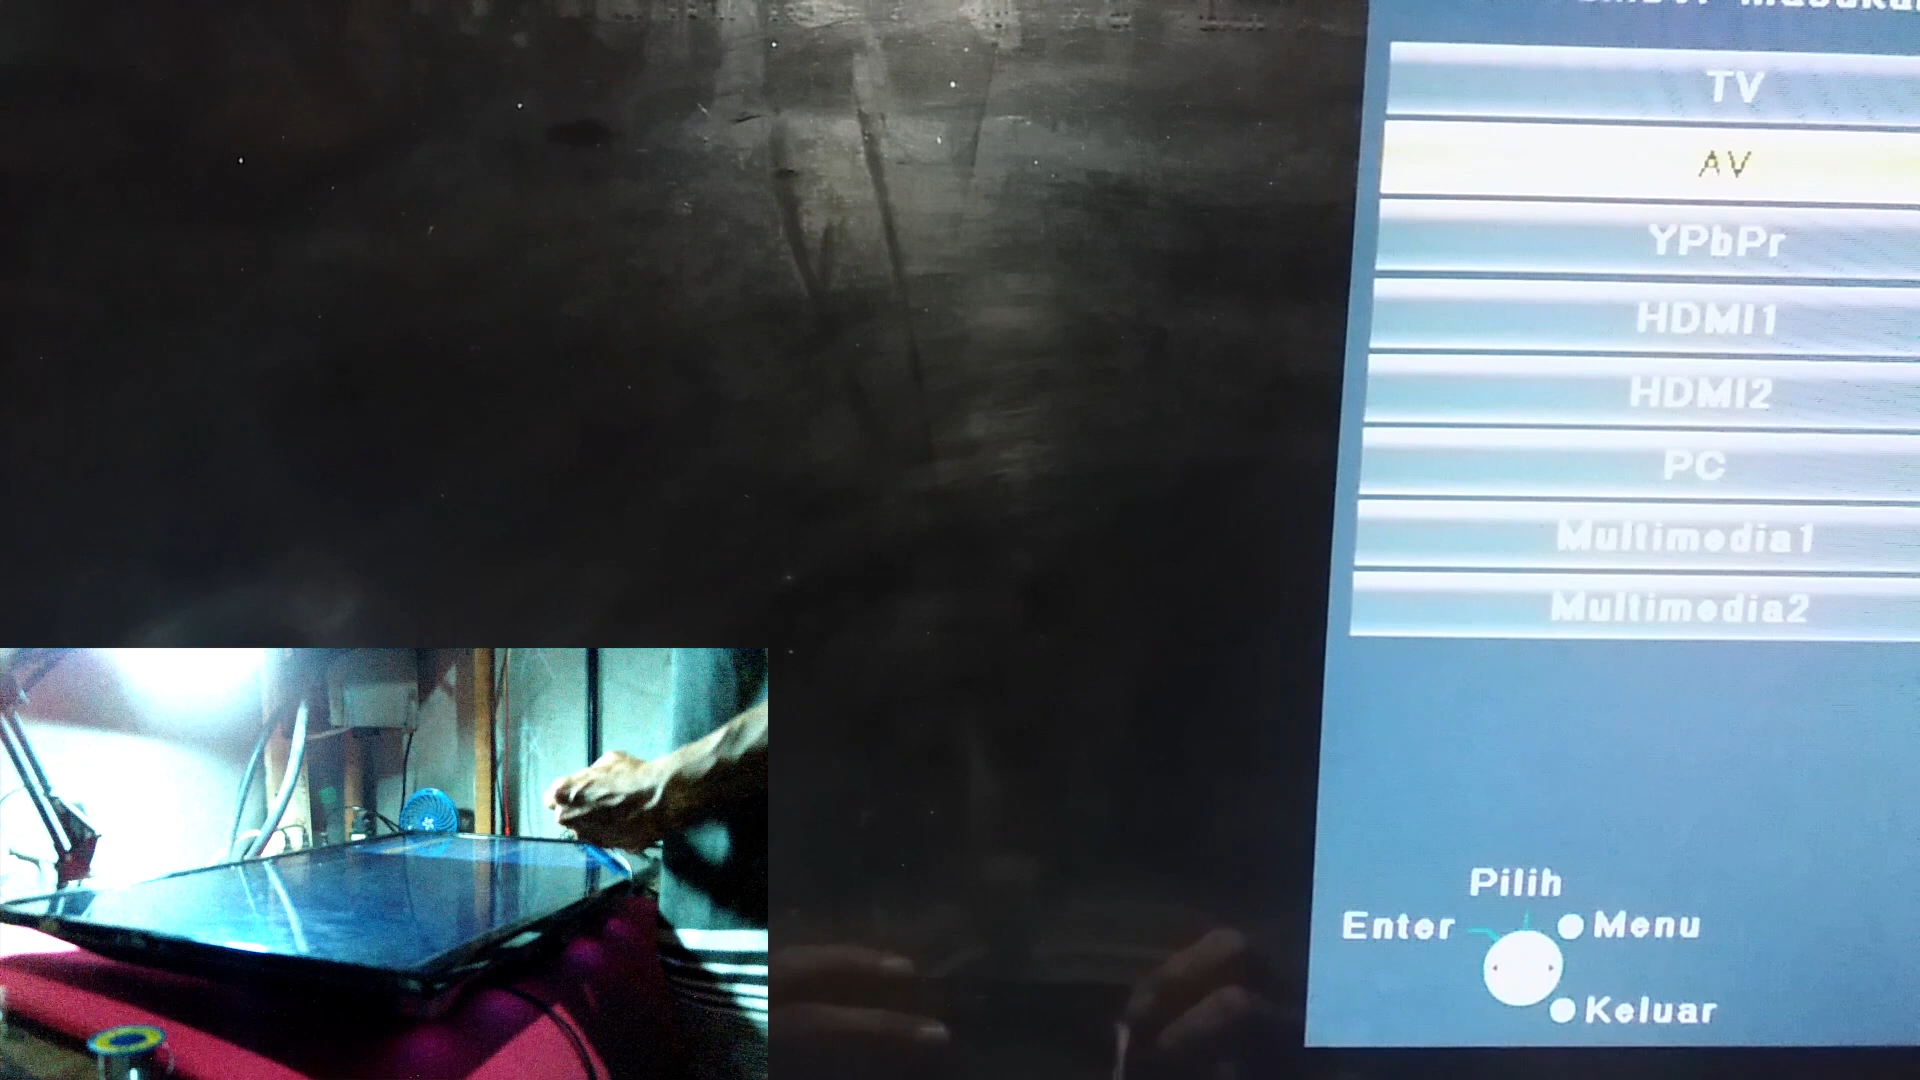 TV
AV
YPbPr
HDMI1
HDMI2
PC
Multimedia1
Multimedia2
Pilih
Enter
Menu
Keluar